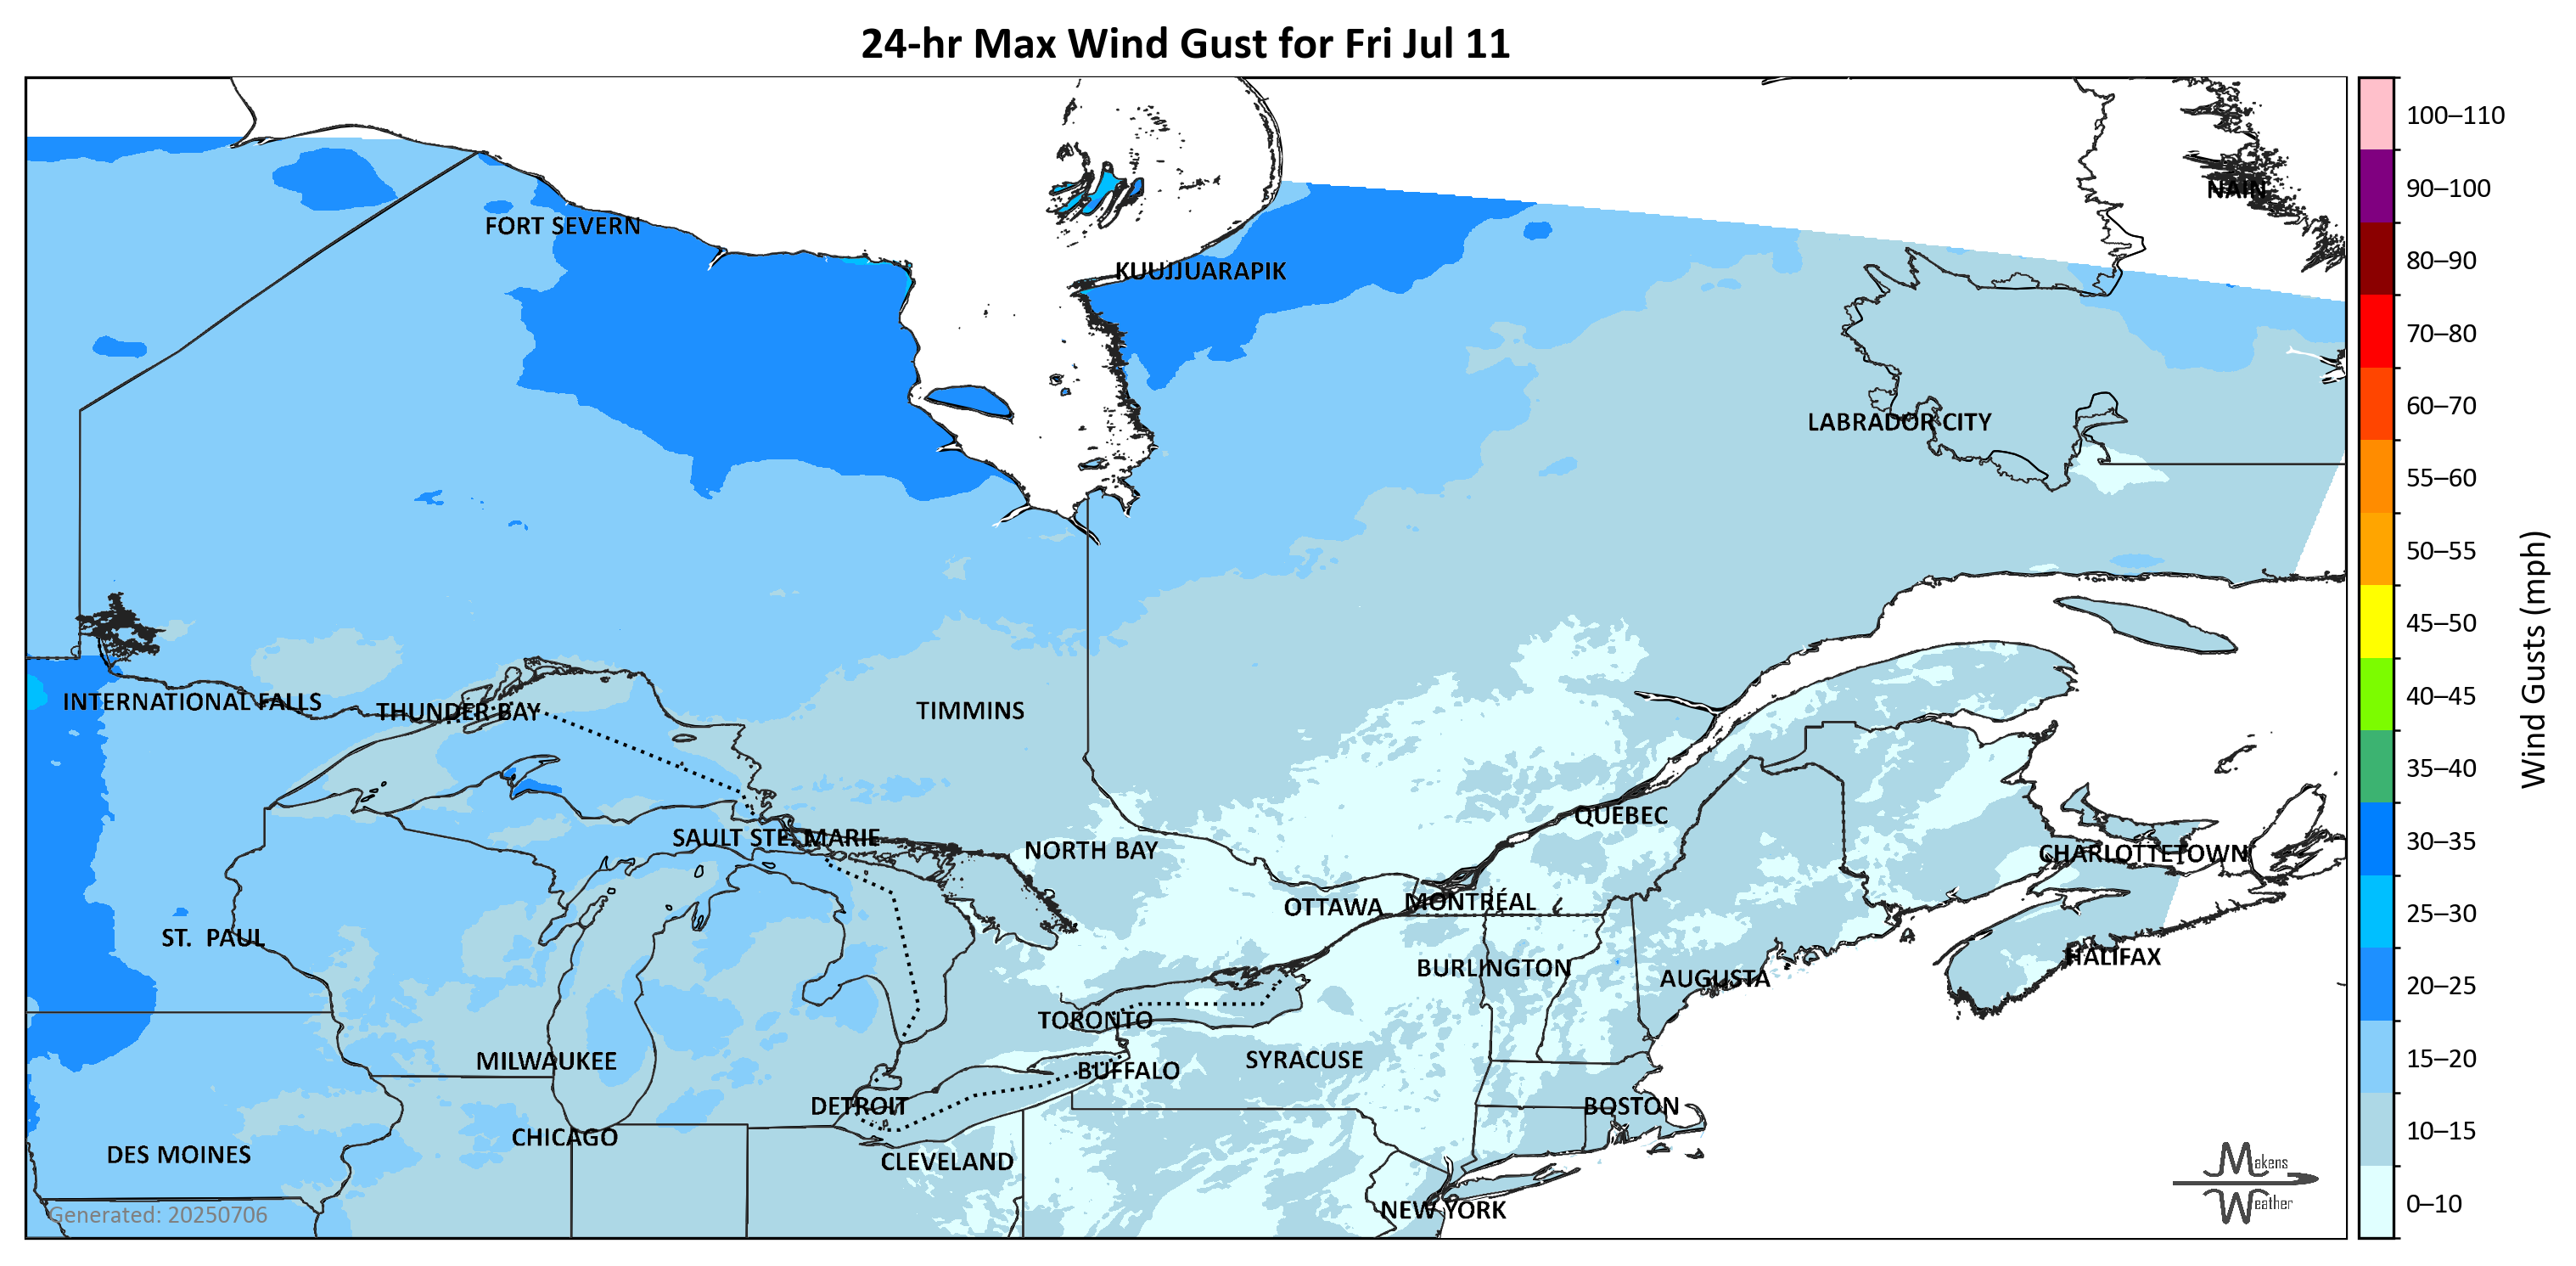 24-hr Max Wind Gust for Fri Jul 11
100–110
90–100
80–90
70–80
60–70
55–60
50–55
45–50
40–45
35–40
30–35
25–30
20–25
15–20
10–15
0–10
Wind Gusts (mph)
NAIN
FORT SEVERN
KUUJJUARAPIK
LABRADOR CITY
INTERNATIONAL FALLS
THUNDER BAY
TIMMINS
QUEBEC
SAULT STE. MARIE
NORTH BAY
CHARLOTTETOWN
OTTAWA
MONTRÉAL
ST. PAUL
HALIFAX
BURLINGTON
AUGUSTA
TORONTO
MILWAUKEE
SYRACUSE
BUFFALO
DETROIT
BOSTON
CHICAGO
DES MOINES
CLEVELAND
NEW YORK
Makens
Weather
Generated: 20250706